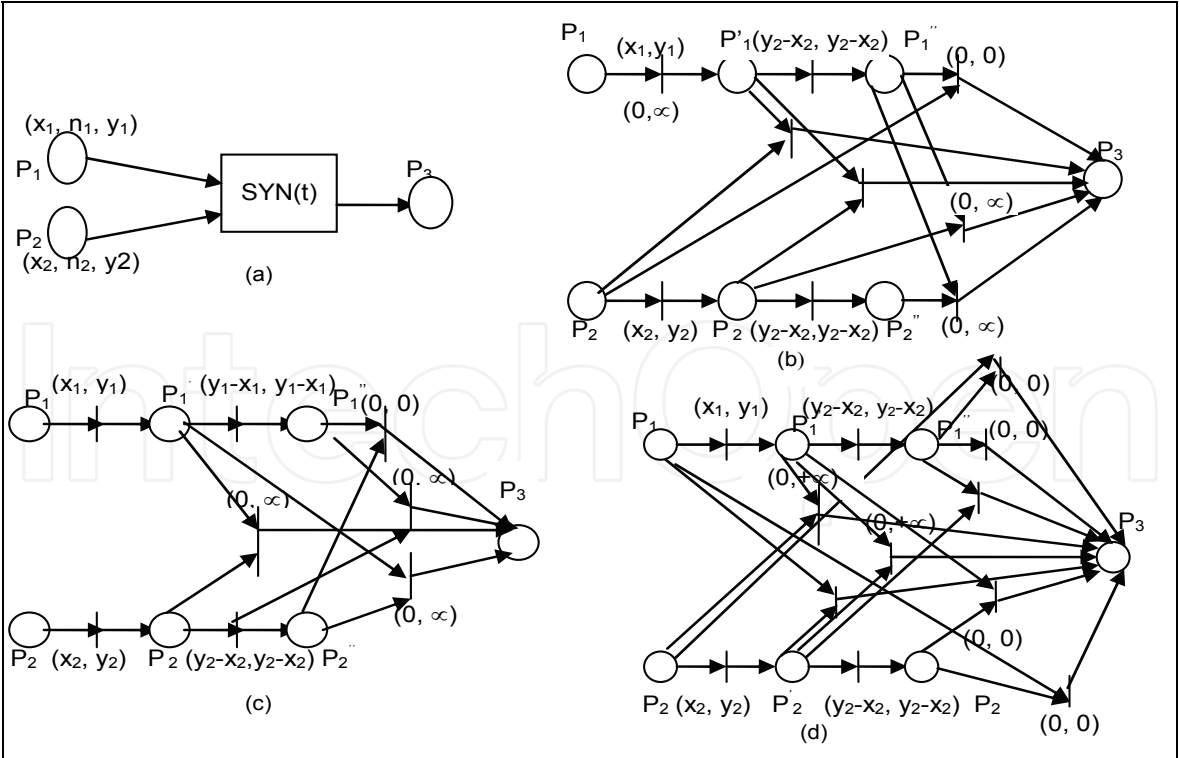 (x1, n1, y1)
P1
SYN(t)
P3
P2
(x2, n2, y2)
(a)
P1
(x1,y1)
P'1(y2-x2, y2-x2)
P1''
(0, 0)
(0,∝)
P3
(0, ∝)
P2
(x2, y2)
P2
(y2-x2,y2-x2)
P2''
(0, ∝)
(b)
P1
(x1, y1)
P1'
(y1-x1, y1-x1)
P1''
(0, 0)
(0, ∝)
(0, ∝)
P3
(0, ∝)
P2
(x2, y2)
P2
(y2-x2,y2-x2)
P2''
(c)
(0, 0)
P1
(x1, y1)
P1
(y2-x2, y2-x2)
P1''
(0, 0)
(0,+∝)
(0,+∝)
P3
(0, 0)
P2
(x2, y2)
P'2
(y2-x2, y2-x2)
P2
(0, 0)
(d)
IntechOpen